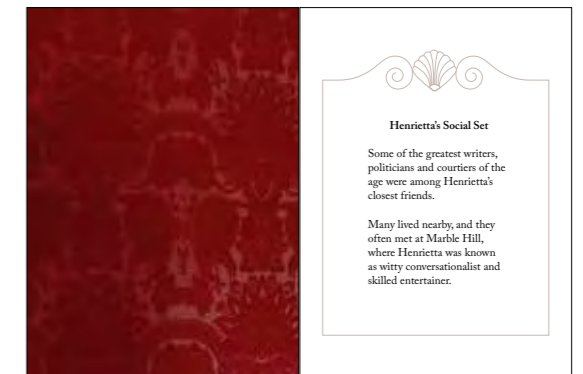 Henrietta’s Social Set
Some of the greatest writers,
politicians and courtiers of the
age were among Henrietta’s
closest friends.
Many lived nearby, and they
often met at Marble Hill,
where Henrietta was known
as witty conversationalist and
skilled entertainer.